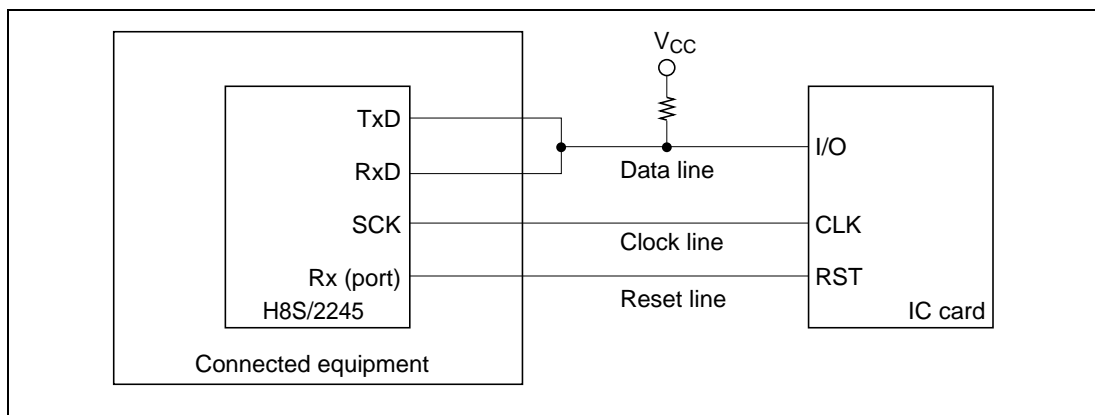 V_CC
TxD
RxD
SCK
Rx (port)
H8S/2245
Connected equipment
Data line
Clock line
Reset line
I/O
CLK
RST
IC card